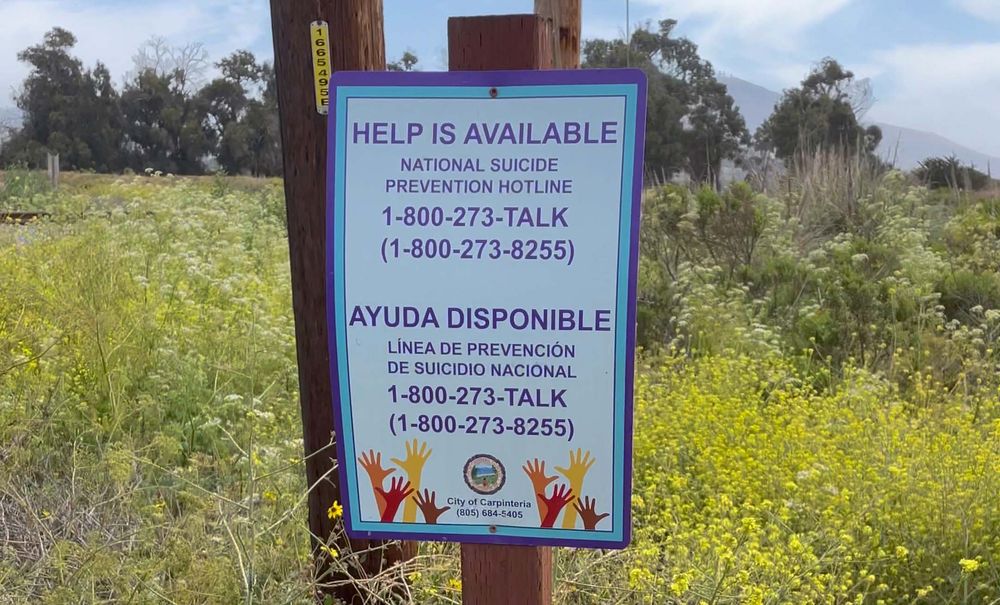 1665495E
HELP IS AVAILABLE
NATIONAL SUICIDE
PREVENTION HOTLINE
1-800-273-TALK
(1-800-273-8255)
AYUDA DISPONIBLE
LÍNEA DE PREVENCIÓN
DE SUICIDIO NACIONAL
1-800-273-TALK
(1-800-273-8255)
City of Carpinteria
(805) 684-5405